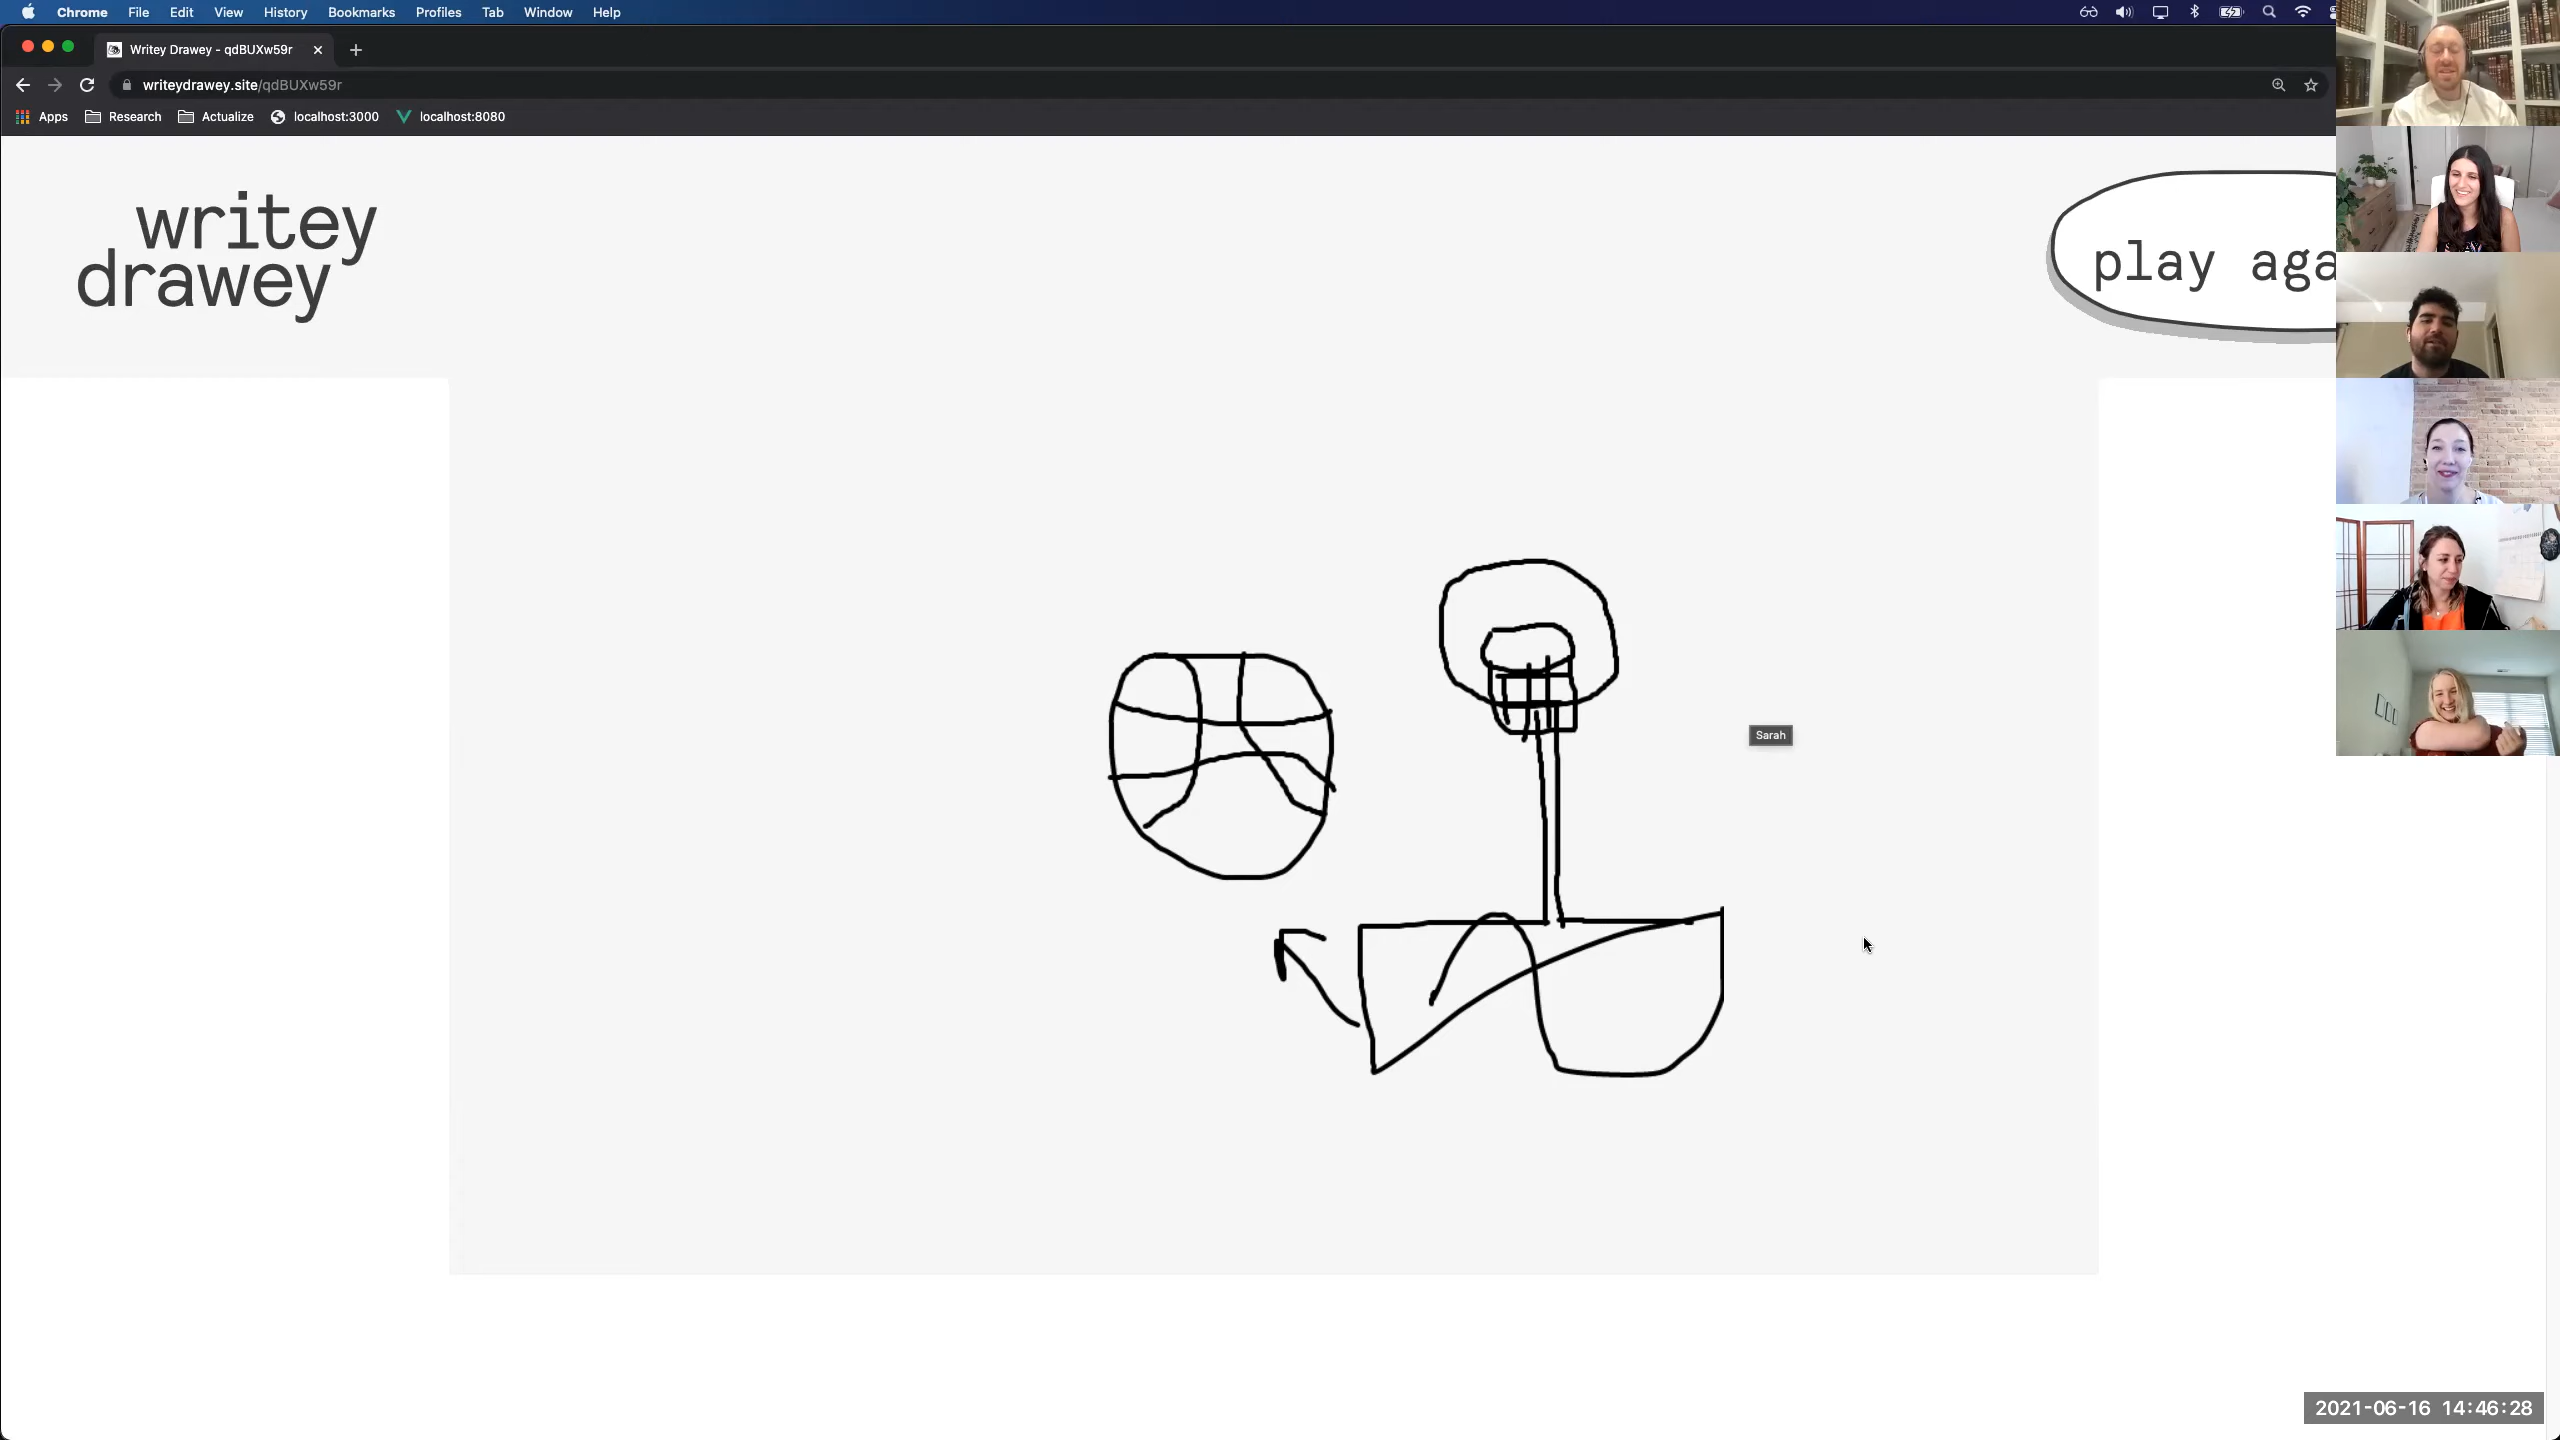 Chrome File Edit View History Bookmarks Profiles Tab Window Help
Writey Drawey - qdBUXw59r
writeydrawey.site/qdBUXw59r
Apps Research Actualize localhost:3000 localhost:8080
writey
drawey
play aga
Sarah
2021-06-16 14:46:28